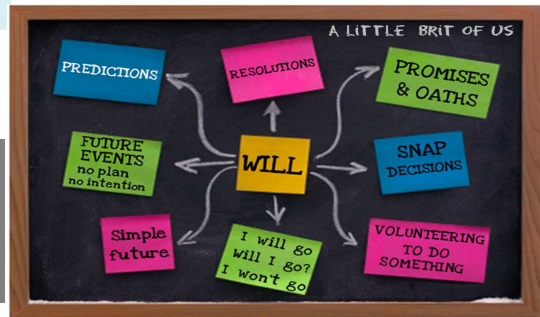 A LITTLE BRIT OF US
PREDICTIONS
RESOLUTIONS
PROMISES
& OATHS
FUTURE
EVENTS
no plan
no intention
WILL
SNAP
DECISIONS
Simple
future
I will go
Will I go?
I won't go
VOLUNTEERING
TO DO
SOMETHING